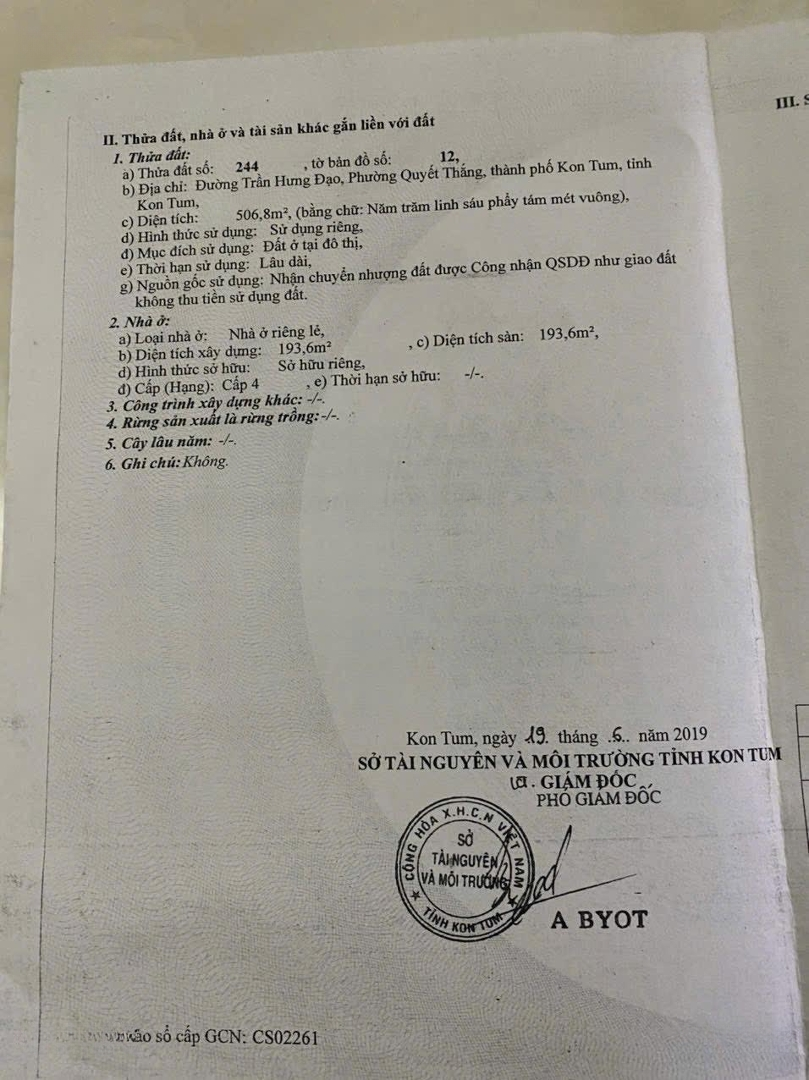 II. Thửa đất, nhà ở và tài sản khác gắn liền với đất
III. S
1. Thửa đất:
a) Thửa đất số: 244 , tờ bản đồ số: 12,
b) Địa chỉ: Đường Trần Hưng Đạo, Phường Quyết Thắng, thành phố Kon Tum, tỉnh
Kon Tum,
c) Diện tích: 506,8m², (bằng chữ: Năm trăm linh sáu phẩy tám mét vuông),
d) Hình thức sử dụng: Sử dụng riêng,
đ) Mục đích sử dụng: Đất ở tại đô thị,
e) Thời hạn sử dụng: Lâu dài,
g) Nguồn gốc sử dụng: Nhận chuyển nhượng đất được Công nhận QSDĐ như giao đất
không thu tiền sử dụng đất.
2. Nhà ở:
a) Loại nhà ở: Nhà ở riêng lẻ,
b) Diện tích xây dựng: 193,6m² , c) Diện tích sàn: 193,6m²,
d) Hình thức sở hữu: Sở hữu riêng,
đ) Cấp (Hạng): Cấp 4 , e) Thời hạn sở hữu: -/-.
3. Công trình xây dựng khác: -/-.
4. Rừng sản xuất là rừng trồng: -/-.
5. Cây lâu năm: -/-.
6. Ghi chú: Không.
Kon Tum, ngày 19. tháng .6.. năm 2019
SỞ TÀI NGUYÊN VÀ MÔI TRƯỜNG TỈNH KON TUM
GIÁM ĐỐC
PHÓ GIÁM ĐỐC
CỘNG HÒA X.H.C.N VIỆT NAM
SỞ
TÀI NGUYÊN
VÀ MÔI TRƯỜNG
TỈNH KON TUM
A BYOT
vào sổ cấp GCN: CS02261